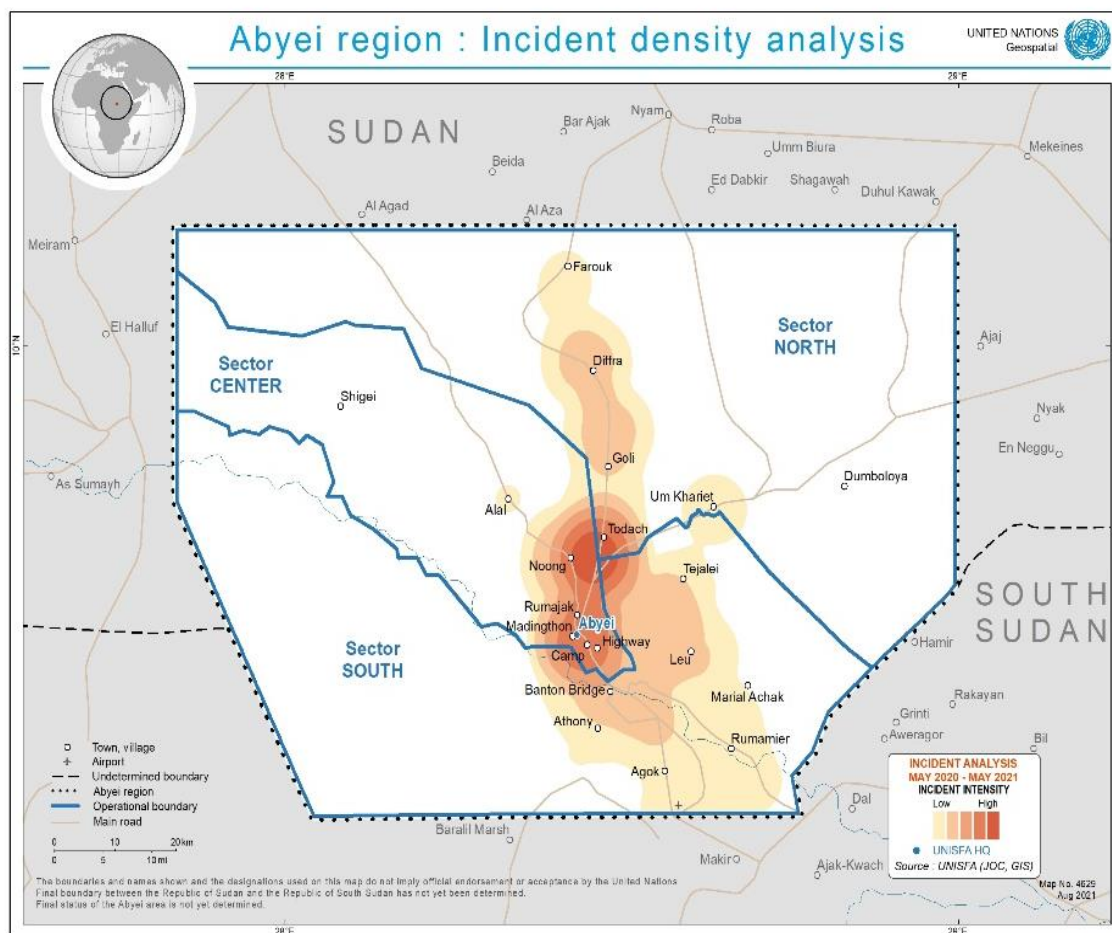 Abyei region : Incident density analysis
UNITED NATIONS
Geospatial
28°E
29°E
SUDAN
Nyam
Bar Ajak
Roba
Umm Biura
Mekeines
Beida
Ed Dabkir
Shagawah
Duhul Kawak
Al Agad
Al Aza
Meiram
Farouk
El Halluf
Sector
NORTH
10°N
Ajaj
Sector
CENTER
Diffra
Shigei
Nyak
Goli
En Neggu
As Sumayh
Dumboloya
Um Khariet
Alal
Todach
Noong
Tejalei
SOUTH
SUDAN
Rumajak
Madingthon
Abyei
Highway
Camp
Hamir
Sector
SOUTH
Leu
Banton Bridge
Marial Achak
Rakayan
Athony
Grinti
Aweragor
Rumamier
Bil
Agok
Town, village
Airport
Undetermined boundary
Abyei region
Operational boundary
Main road
0 10 20km
0 5 10 mi
INCIDENT ANALYSIS
MAY 2020 - MAY 2021
INCIDENT INTENSITY
Low High
UNISFA HQ
Source : UNISFA (JOC, GIS)
Dal
Baralil Marsh
Makir
Ajak-Kwach
The boundaries and names shown and the designations used on this map do not imply official endorsement or acceptance by the United Nations
Final boundary between the Republic of Sudan and the Republic of South Sudan has not yet been determined.
Final status of the Abyei area is not yet determined.
Map No. 4629
Aug 2021
28°E
29°E